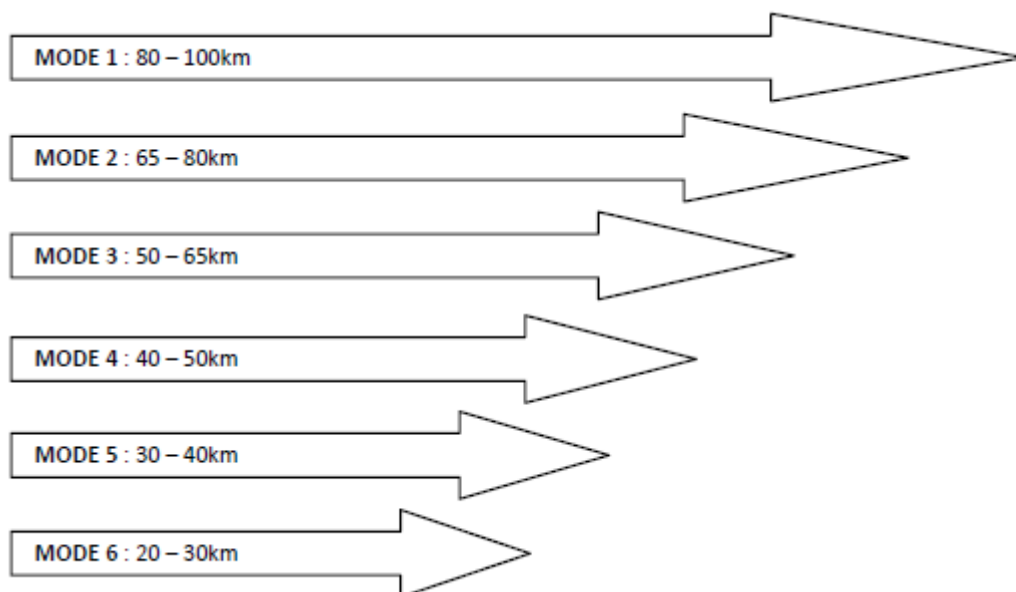 MODE 1 : 80 – 100km
MODE 2 : 65 – 80km
MODE 3 : 50 – 65km
MODE 4 : 40 – 50km
MODE 5 : 30 – 40km
MODE 6 : 20 – 30km